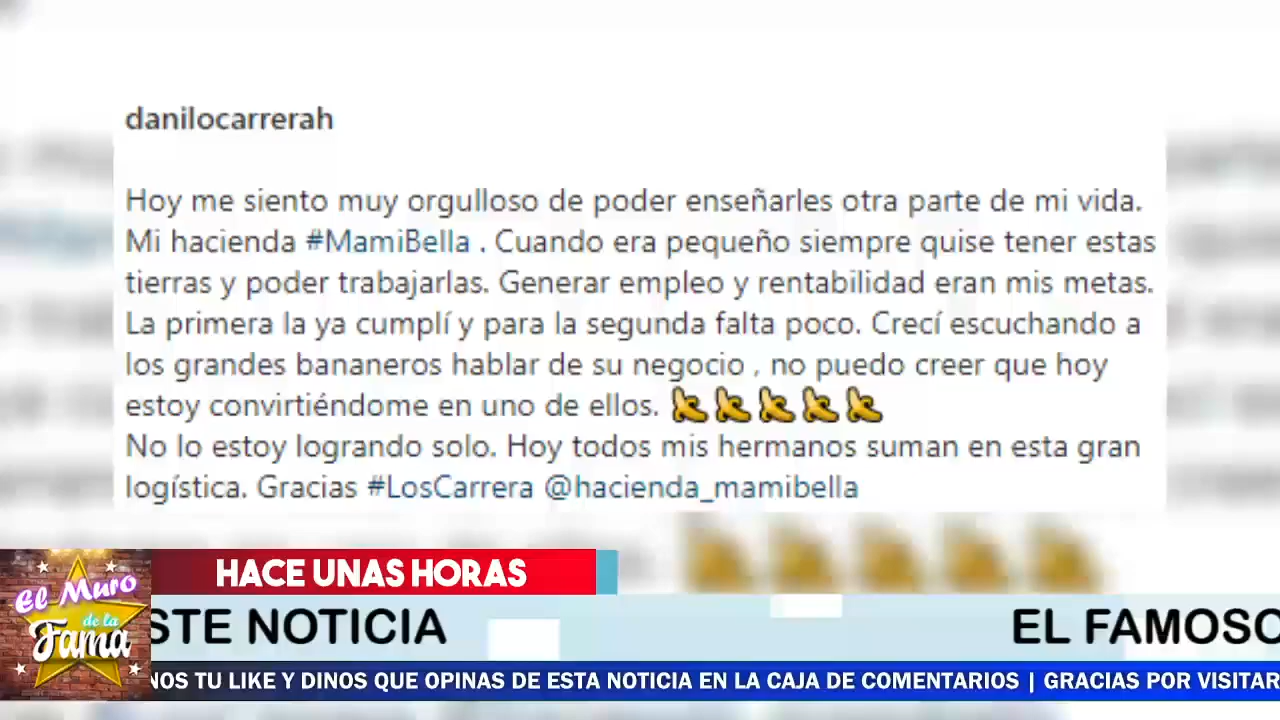 danilocarrerah
Hoy me siento muy orgulloso de poder enseñarles otra parte de mi vida.
Mi hacienda #MamiBella . Cuando era pequeño siempre quise tener estas
tierras y poder trabajarlas. Generar empleo y rentabilidad eran mis metas.
La primera la ya cumplí y para la segunda falta poco. Crecí escuchando a
los grandes bananeros hablar de su negocio , no puedo creer que hoy
estoy convirtiéndome en uno de ellos. 🍌🍌🍌🍌🍌
No lo estoy logrando solo. Hoy todos mis hermanos suman en esta gran
logística. Gracias #LosCarrera @hacienda_mamibella
HACE UNAS HORAS
El Muro
de la
Fama
STE NOTICIA EL FAMOSO
NOS TU LIKE Y DINOS QUE OPINAS DE ESTA NOTICIA EN LA CAJA DE COMENTARIOS | GRACIAS POR VISITAR